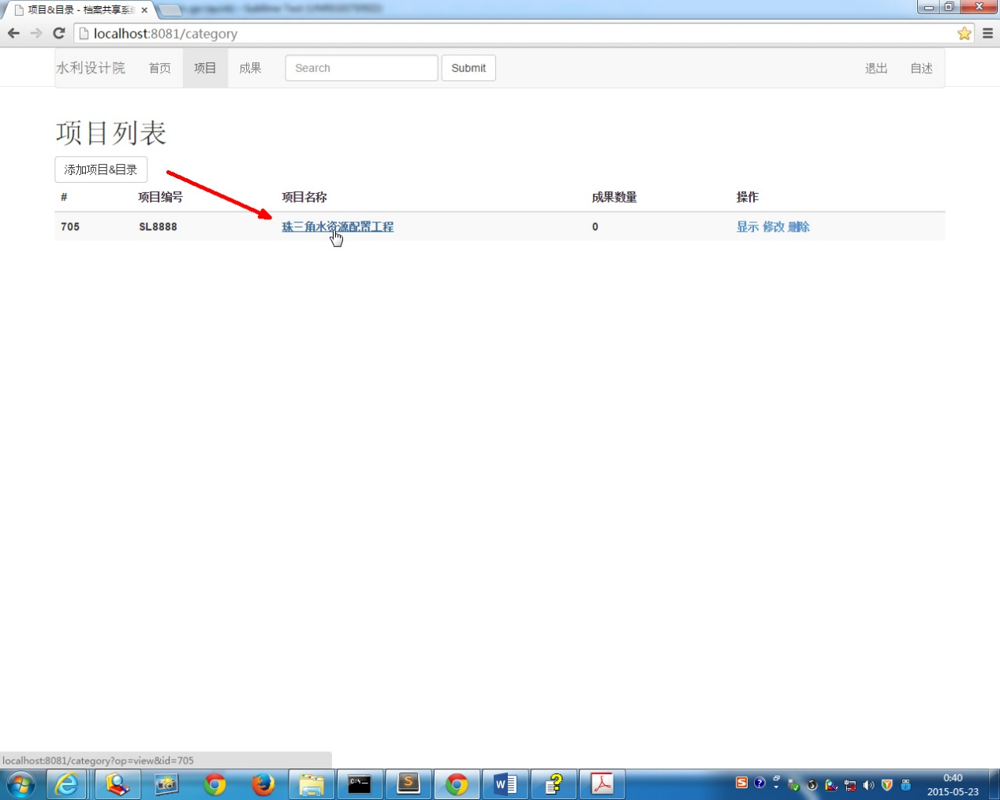 项目&目录 - 档案共享系
localhost:8081/category
水利设计院 首页 项目 成果 Search Submit 退出 自述
项目列表
添加项目&目录
# 项目编号 项目名称 成果数量 操作
705 SL8888 珠三角水资源配置工程 0 显示 修改 删除
localhost:8081/category?op=view&id=705
0:40
2015-05-23